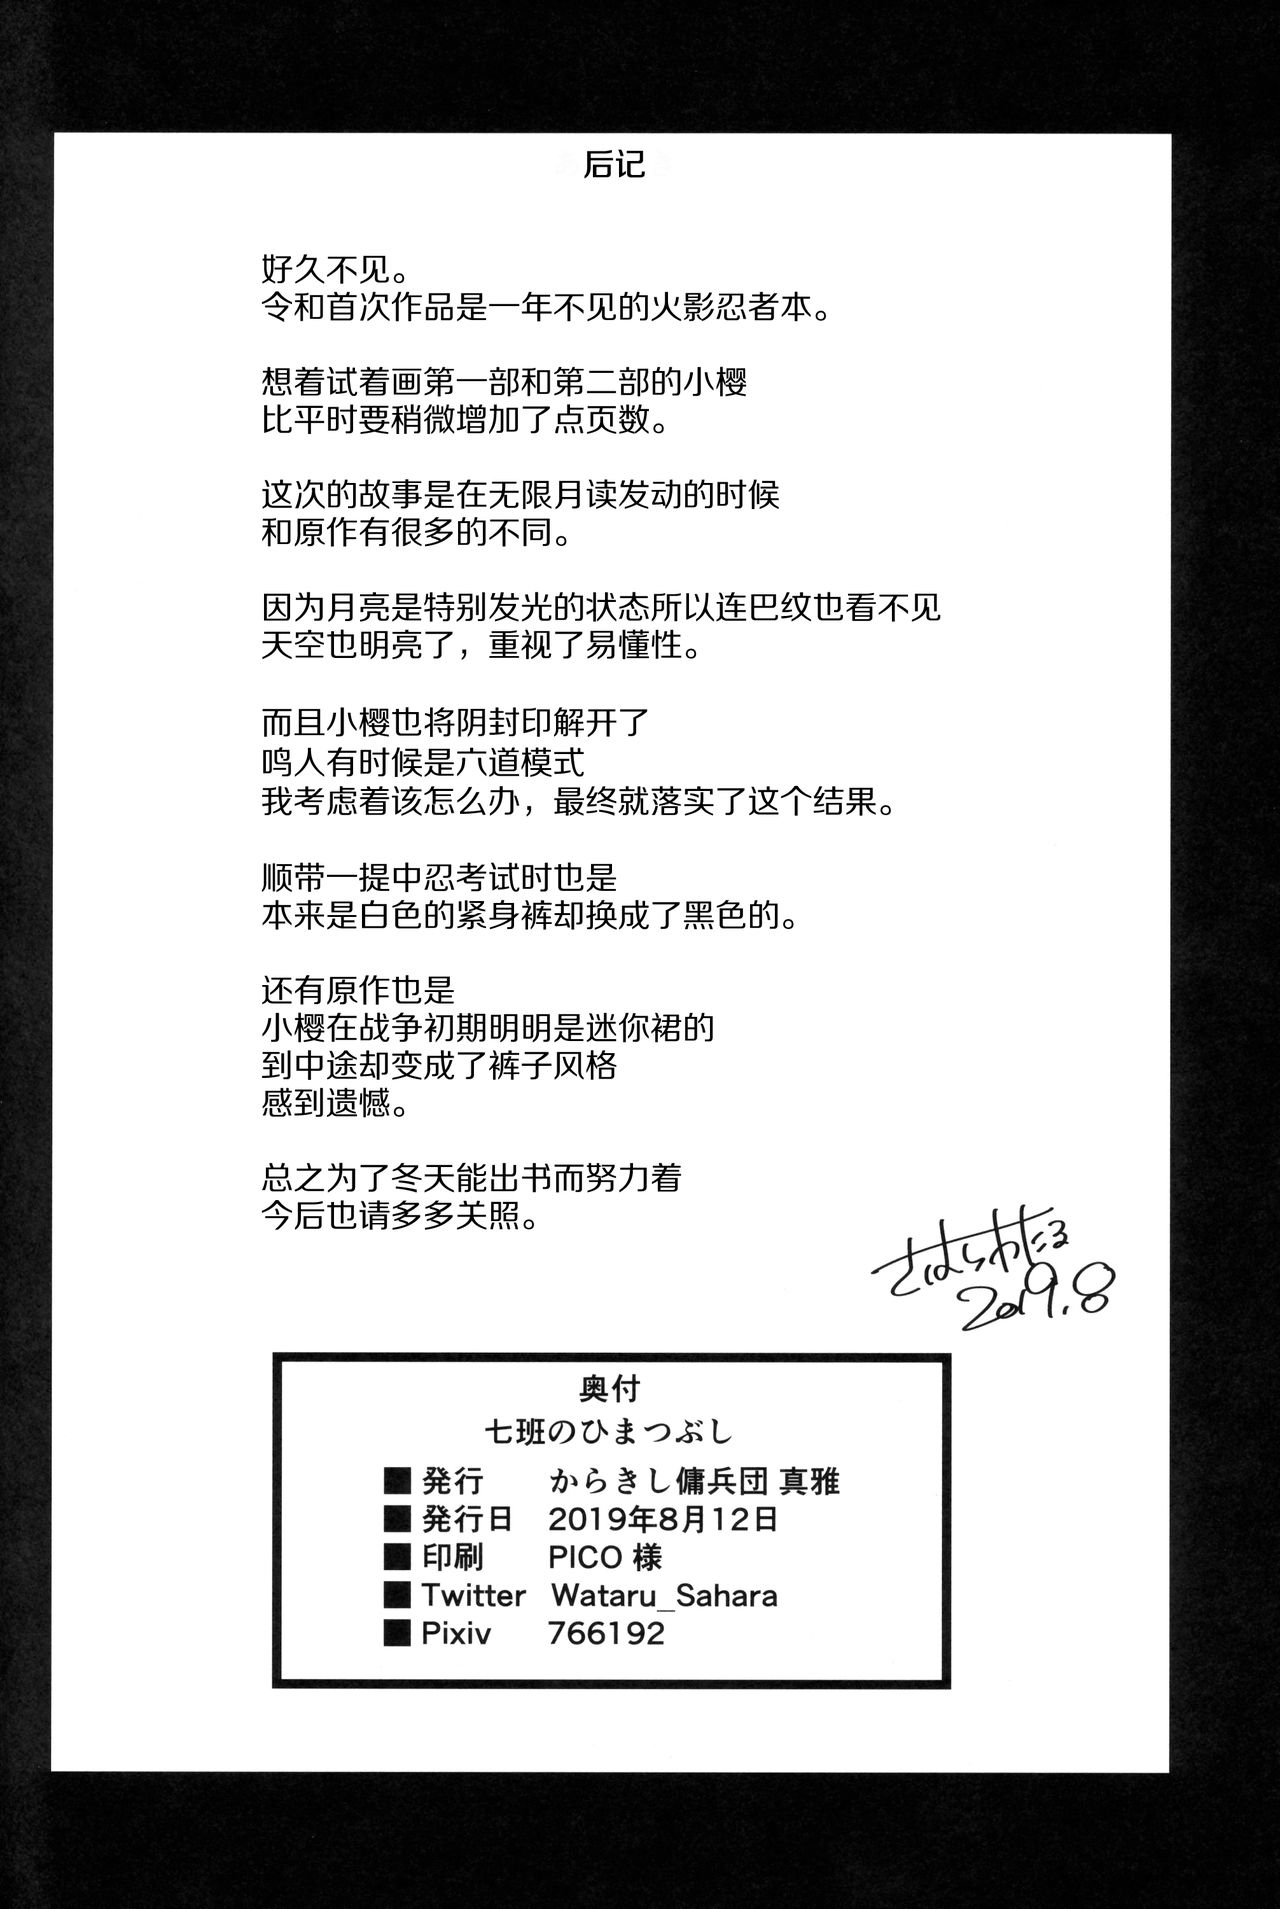 后记
好久不见。
令和首次作品是一年不见的火影忍者本。
想着试着画第一部和第二部的小樱
比平时要稍微增加了点页数。
这次的故事是在无限月读发动的时候
和原作有很多的不同。
因为月亮是特别发光的状态所以连巴纹也看不见
天空也明亮了，重视了易懂性。
而且小樱也将阴封印解开了
鸣人有时候是六道模式
我考虑着该怎么办，最终就落实了这个结果。
顺带一提中忍考试时也是
本来是白色的紧身裤却换成了黑色的。
还有原作也是
小樱在战争初期明明是迷你裙的
到中途却变成了裤子风格
感到遗憾。
总之为了冬天能出书而努力着
今后也请多多关照。
さはらわたる
2019.8
奥付
七班のひまつぶし
■ 発行 からきし傭兵団 真雅
■ 発行日 2019年8月12日
■ 印刷 PICO 様
■ Twitter Wataru_Sahara
■ Pixiv 766192